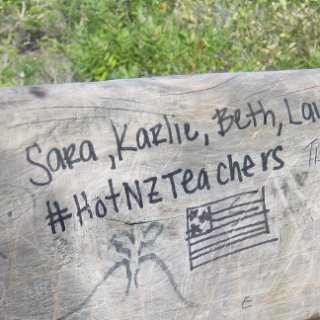 Sara, Karlie, Beth, Lau
#HotNZTeachers